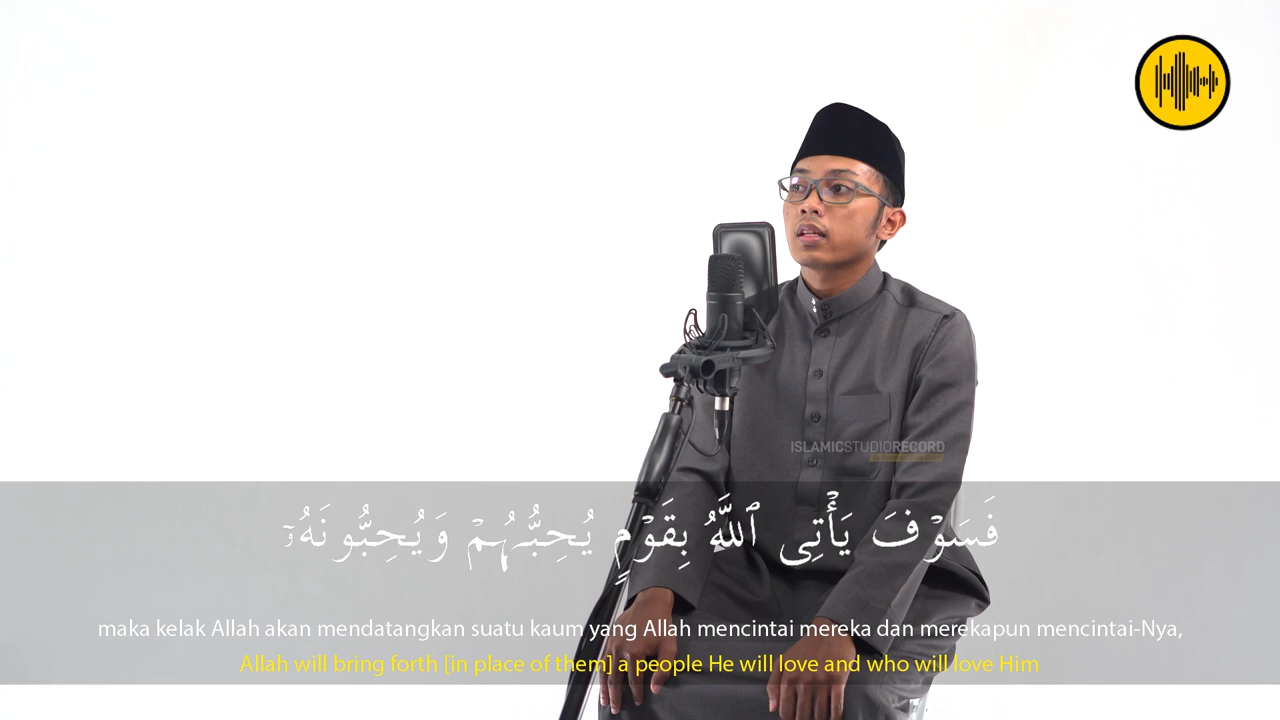 ISLAMICSTUDIORECORD
فَسَوْفَ يَأْتِى ٱللَّهُ بِقَوْمٍ يُحِبُّهُمْ وَيُحِبُّونَهُۥٓ
maka kelak Allah akan mendatangkan suatu kaum yang Allah mencintai mereka dan merekapun mencintai-Nya,
Allah will bring forth [in place of them] a people He will love and who will love Him